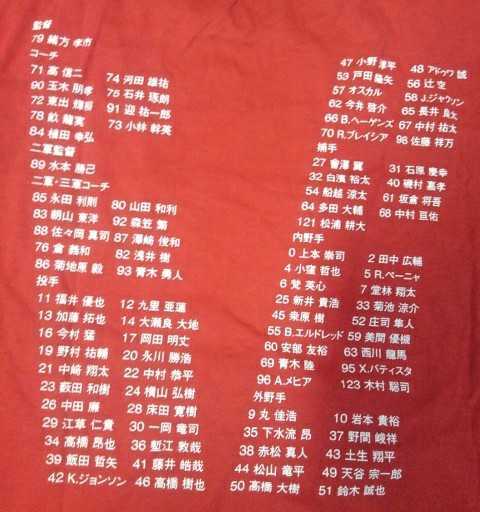 監督
79 緒方 孝市
コーチ
71 高 信二 74 河田 雄祐
90 玉木 朋孝 75 石井 琢朗
72 東出 輝裕 91 迎 祐一郎
78 畝 龍実 73 小林 幹英
84 植田 幸弘
二軍監督
89 水本 勝己
二軍・三軍コーチ
85 永田 利則 80 山田 和利
83 朝山 東洋 92 森笠 繁
88 佐々岡 真司 87 澤﨑 俊和
76 倉 義和 82 浅井 樹
86 菊地原 毅 93 青木 勇人
投手
11 福井 優也 12 九里 亜蓮
13 加藤 拓也 14 大瀬良 大地
16 今村 猛 17 岡田 明丈
19 野村 祐輔 20 永川 勝浩
21 中﨑 翔太 22 中村 恭平
23 薮田 和樹 24 横山 弘樹
26 中田 廉 28 床田 寛樹
29 江草 仁貴 30 一岡 竜司
34 高橋 昂也 36 塹江 敦哉
39 飯田 哲矢 41 藤井 皓哉
42 K.ジョンソン 46 高橋 樹也
47 小野 淳平 48 アドゥワ 誠
53 戸田 隆矢 56 辻 空
57 オスカル 58 J.ジャクソン
62 今井 啓介 65 長井 良太
66 B.ヘーゲンズ 67 中村 祐太
70 R.ブレイシア 98 佐藤 祥万
捕手
27 會澤 翼 31 石原 慶幸
32 白濱 裕太 40 磯村 嘉孝
54 船越 涼太 61 坂倉 将吾
64 多田 大輔 68 中村 亘佑
121 松浦 耕大
内野手
0 上本 崇司 2 田中 広輔
4 小窪 哲也 5 R.ペーニャ
6 梵 英心 7 堂林 翔太
25 新井 貴浩 33 菊池 涼介
45 桒原 樹 52 庄司 隼人
55 B.エルドレッド 59 美間 優槻
60 安部 友裕 63 西川 龍馬
69 青木 陸 95 X.バティスタ
96 A.メヒア 123 木村 聡司
外野手
9 丸 佳浩 10 岩本 貴裕
35 下水流 昂 37 野間 峻祥
38 赤松 真人 43 土生 翔平
44 松山 竜平 49 天谷 宗一郎
50 高橋 大樹 51 鈴木 誠也